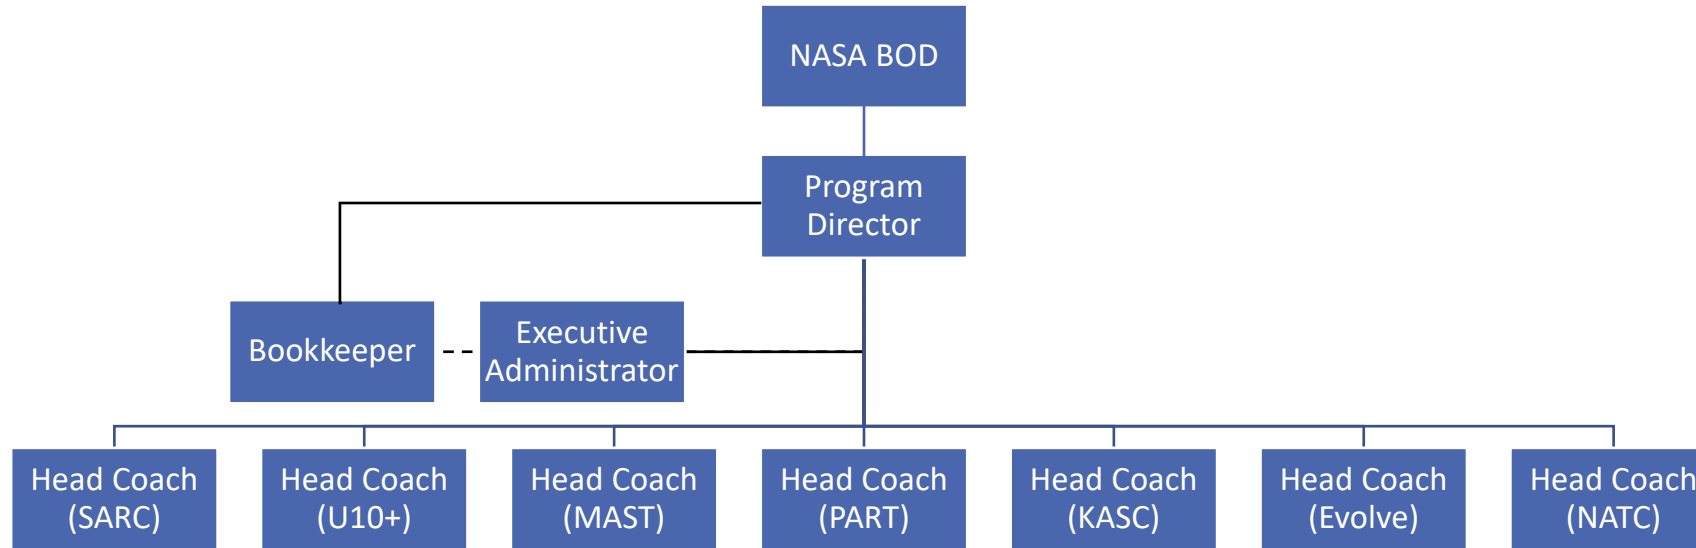 NASA BOD
Program
Director
Bookkeeper
Executive
Administrator
Head Coach
(SARC)
Head Coach
(U10+)
Head Coach
(MAST)
Head Coach
(PART)
Head Coach
(KASC)
Head Coach
(Evolve)
Head Coach
(NATC)